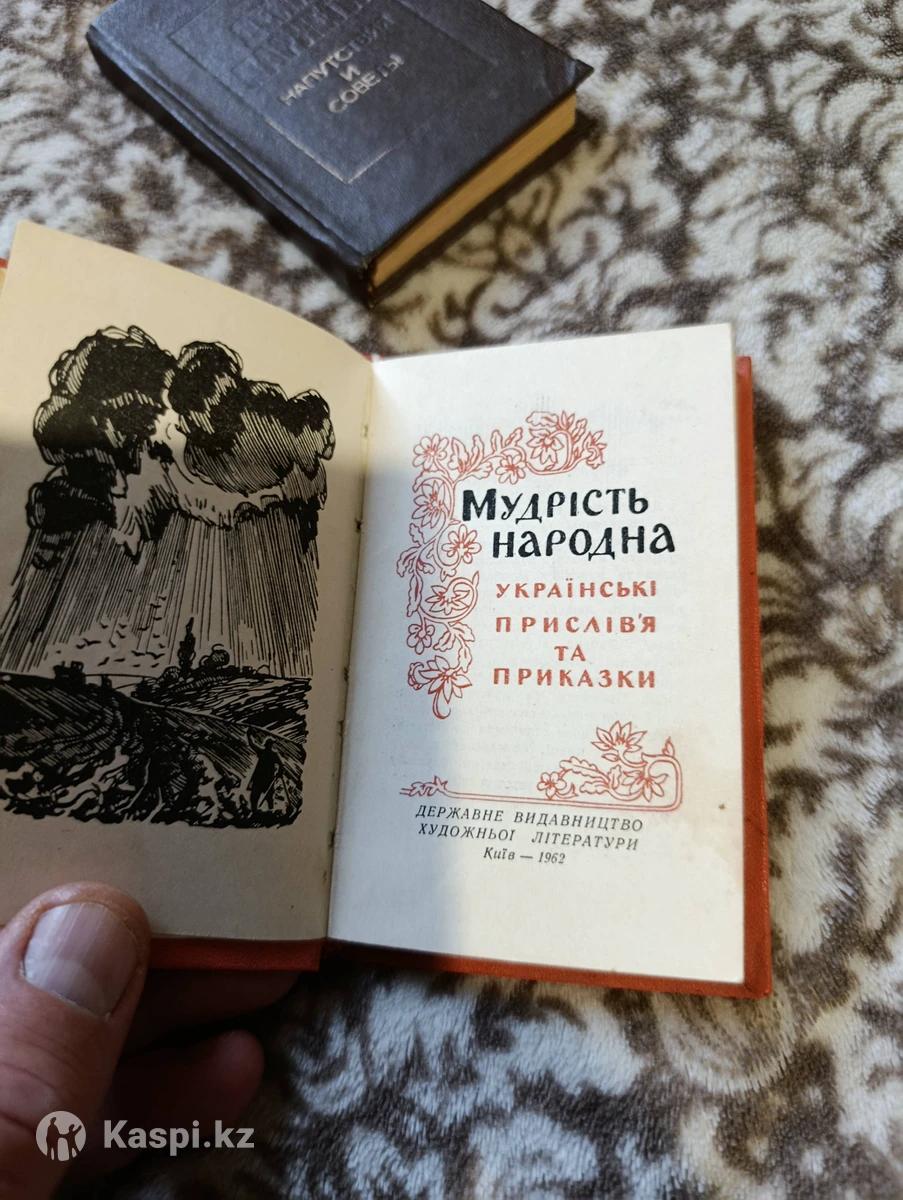 НАПУТСТВИЯ
И
СОВЕТЫ
МУДРІСТЬ
НАРОДНА
УКРАЇНСЬКІ
ПРИСЛІВ'Я
ТА
ПРИКАЗКИ
ДЕРЖАВНЕ ВИДАВНИЦТВО
ХУДОЖНЬОЇ ЛІТЕРАТУРИ
Київ — 1962
Kaspi.kz